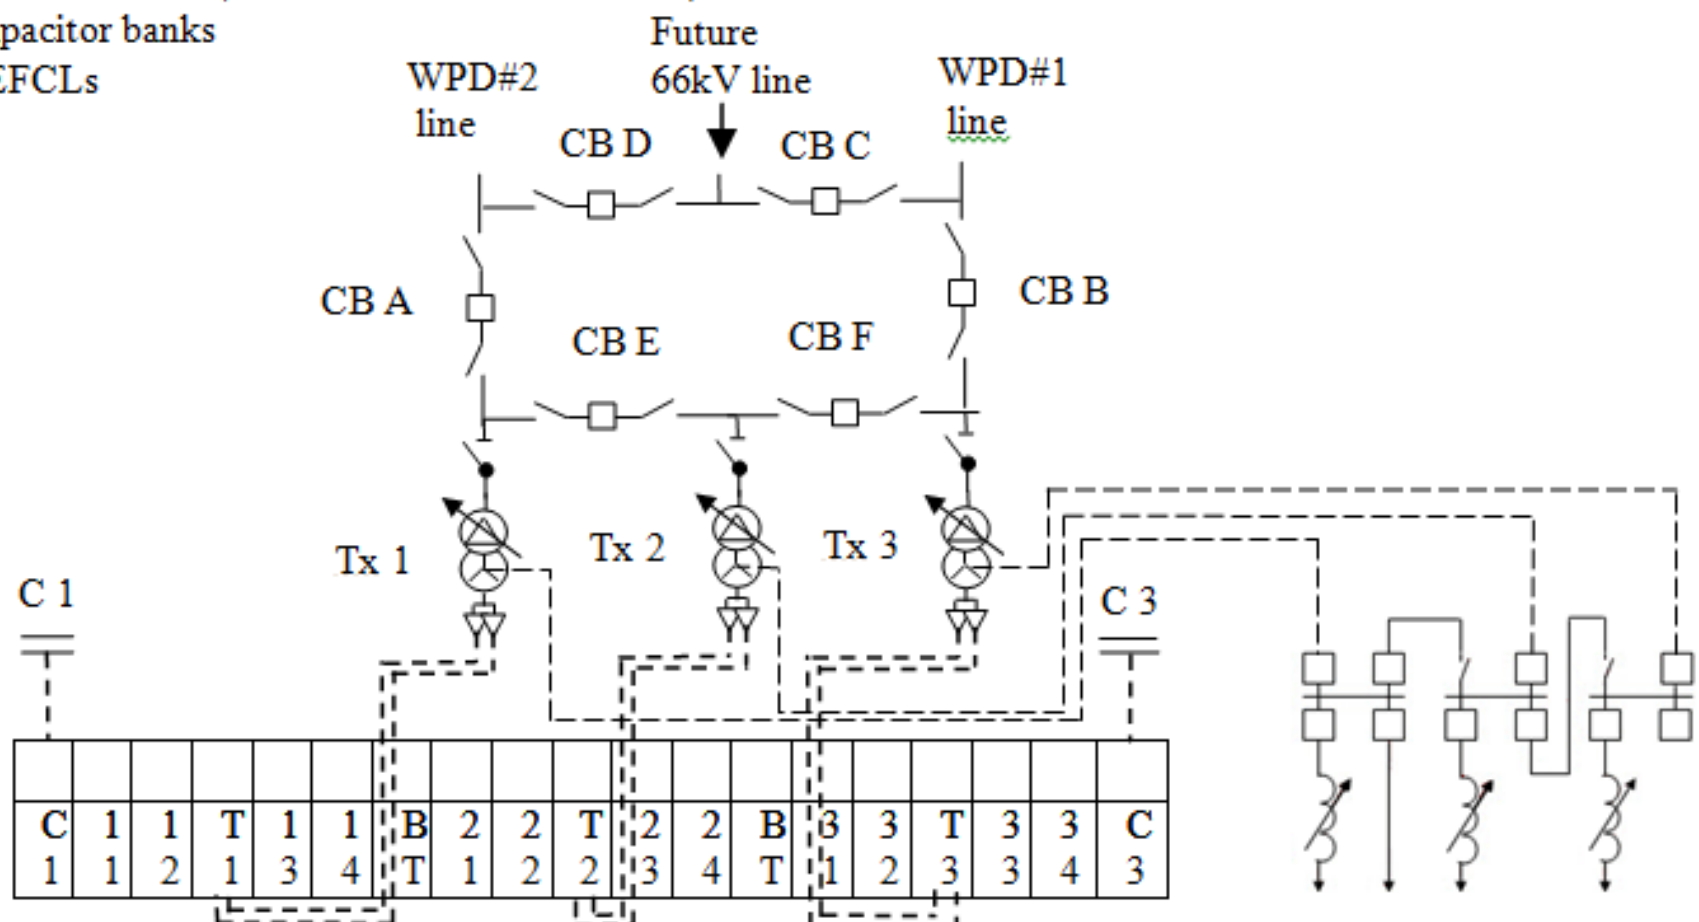 pacitor banks
EFCLs
Future
66kV line
WPD#2
line
WPD#1
line
CB D
CB C
CB A
CB B
CB E
CB F
Tx 1
Tx 2
Tx 3
C 1
C 3
C 1 1 T 1 1 B 2 2 T 2 2 B 3 3 T 3 3 C
1 1 2 1 3 4 T 1 2 2 3 4 T 1 2 3 3 4 3